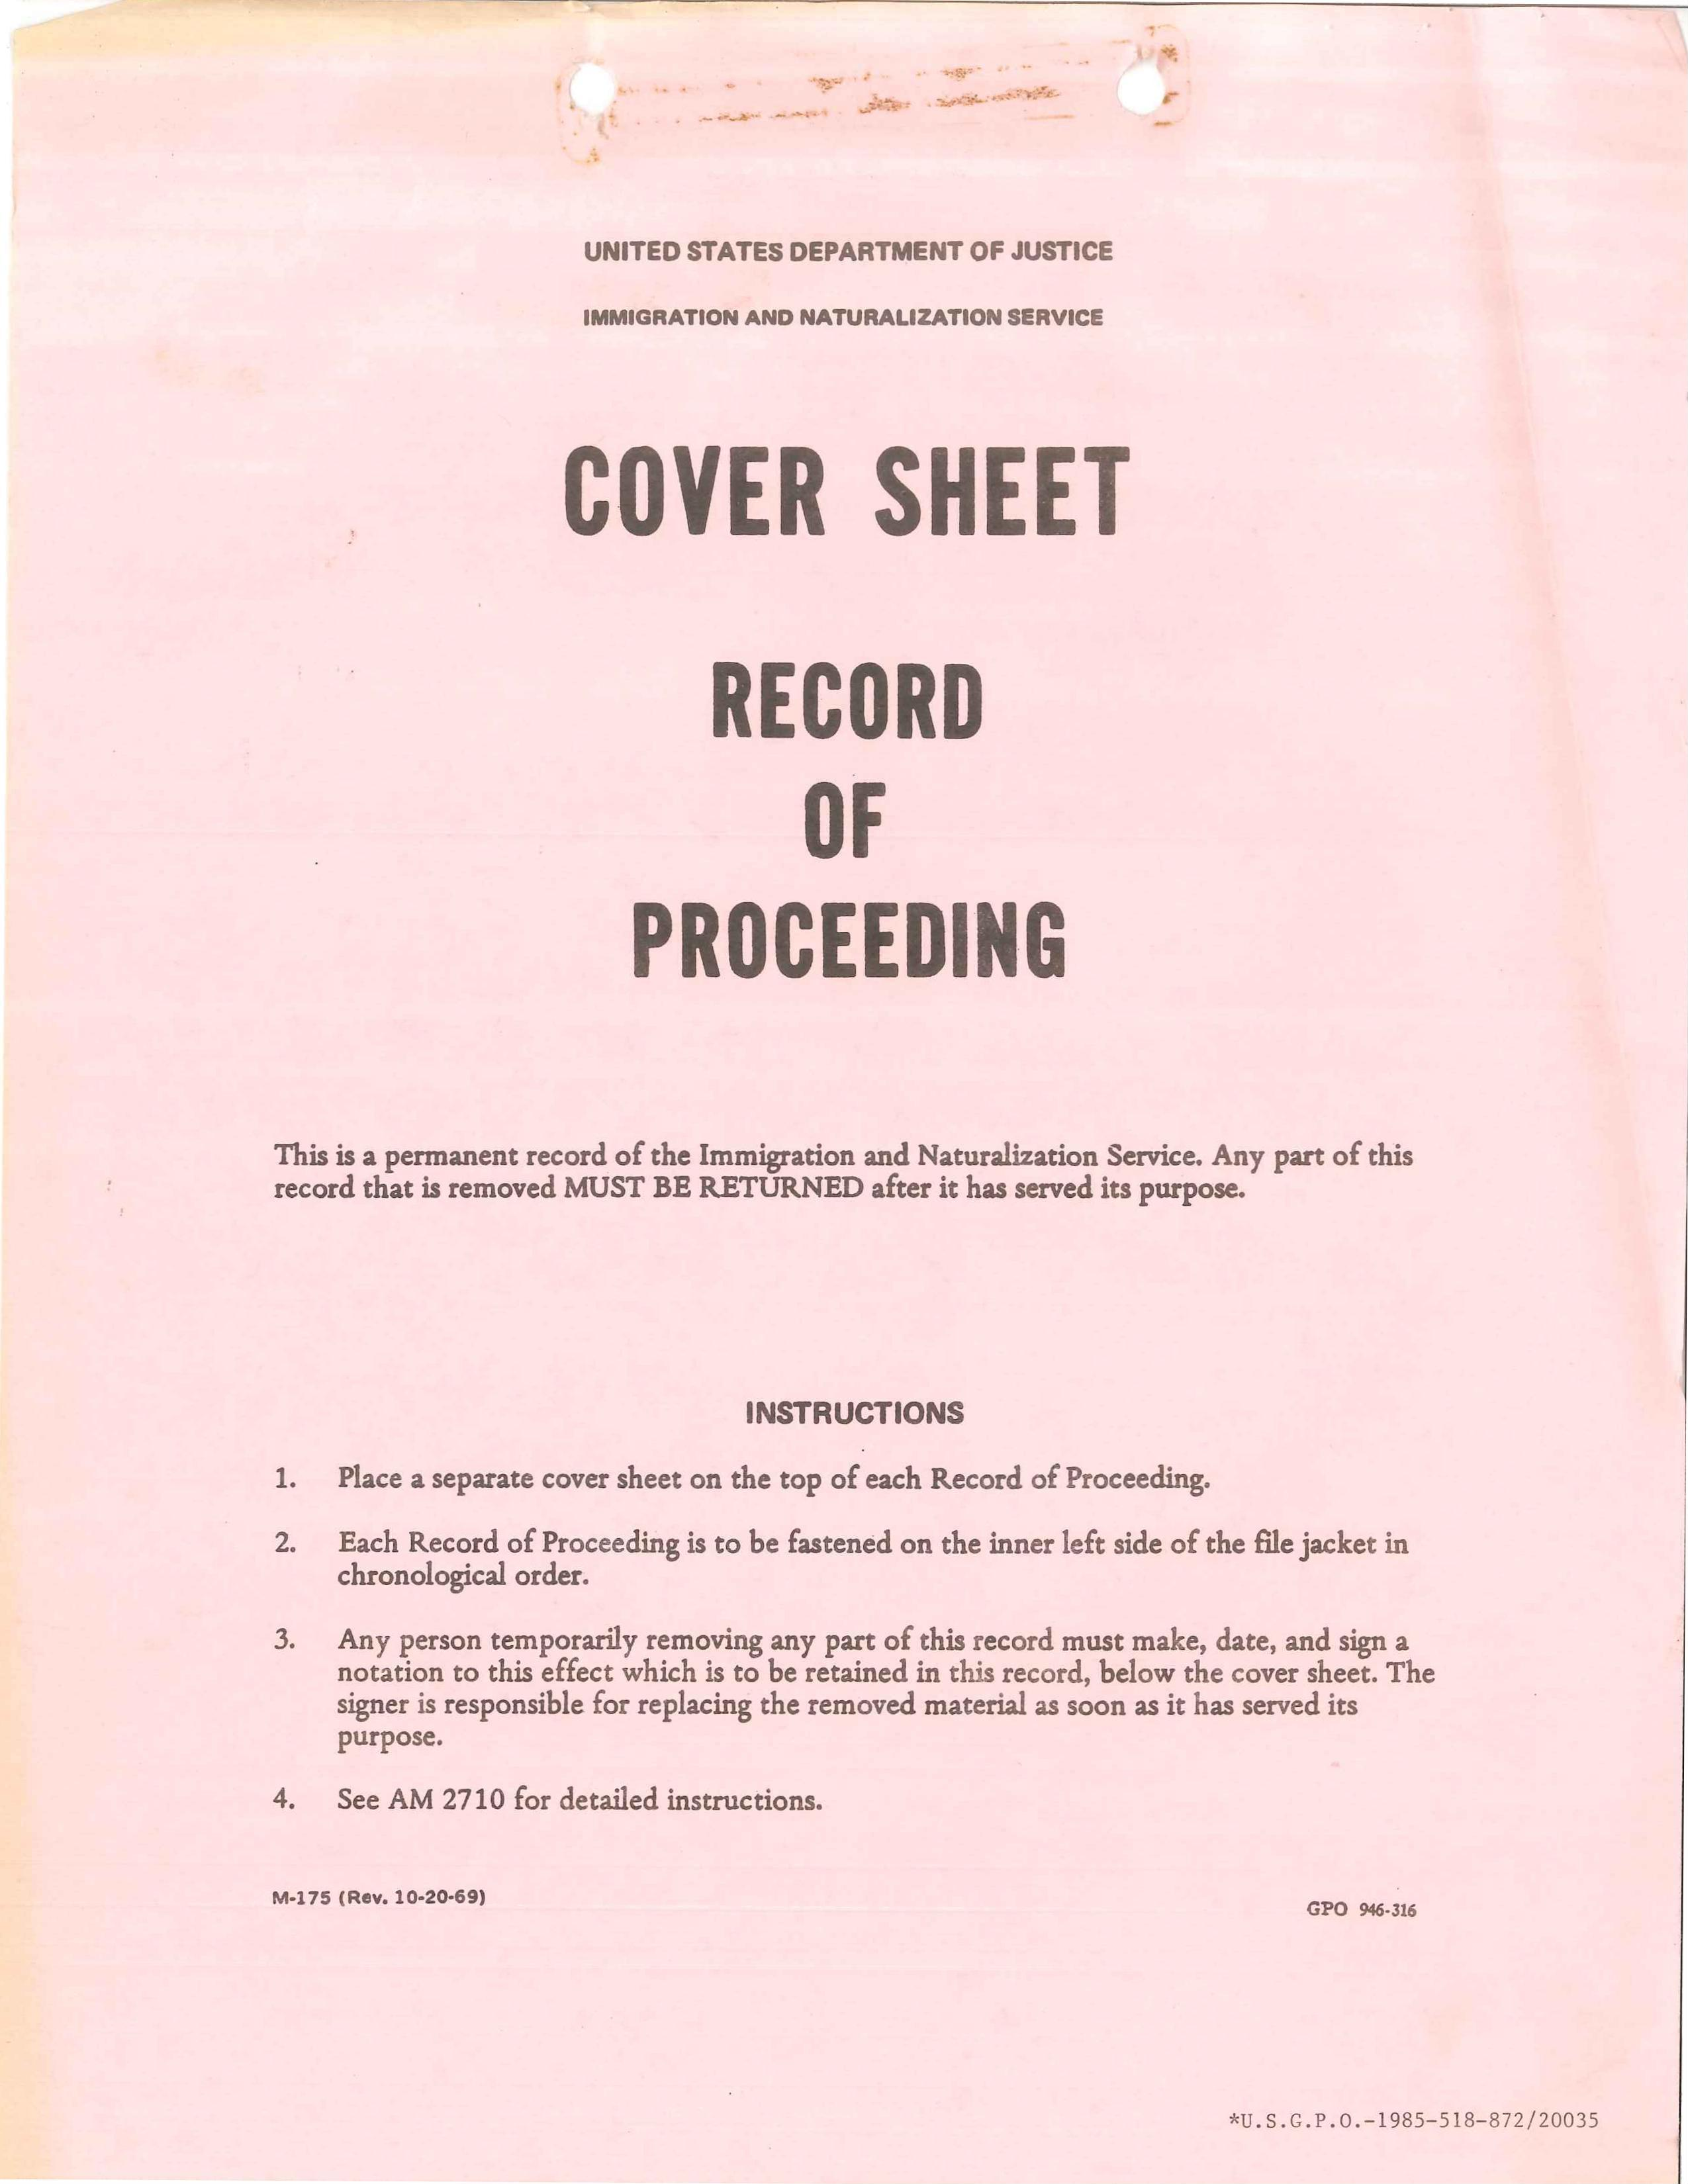 UNITED STATES DEPARTMENT OF JUSTICE
IMMIGRATION AND NATURALIZATION SERVICE
COVER SHEET
RECORD
OF
PROCEEDING
This is a permanent record of the Immigration and Naturalization Service. Any part of this
record that is removed MUST BE RETURNED after it has served its purpose.
INSTRUCTIONS
1. Place a separate cover sheet on the top of each Record of Proceeding.
2. Each Record of Proceeding is to be fastened on the inner left side of the file jacket in
chronological order.
3. Any person temporarily removing any part of this record must make, date, and sign a
notation to this effect which is to be retained in this record, below the cover sheet. The
signer is responsible for replacing the removed material as soon as it has served its
purpose.
4. See AM 2710 for detailed instructions.
M-175 (Rev. 10-20-69)
GPO 946-316
*U.S.G.P.O.-1985-518-872/20035